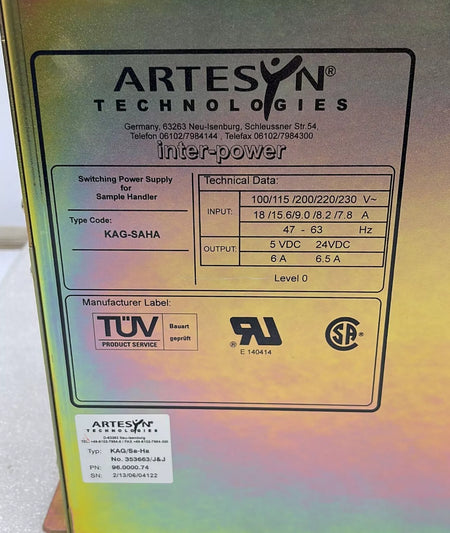 ARTESYN®
TECHNOLOGIES
Germany, 63263 Neu-Isenburg, Schleussner Str.54,
Telefon 06102/7984144 , Telefax 06102/7984300
inter-power
Switching Power Supply
for
Sample Handler
Type Code:
KAG-SAHA
Technical Data:
INPUT:
100/115 /200/220/230 V~
18 /15.6/9.0 /8.2 /7.8 A
47 - 63 Hz
OUTPUT:
5 VDC 24VDC
6 A 6.5 A
Level 0
Manufacturer Label:
TÜV
PRODUCT SERVICE
Bauart
geprüft
®
E 140414
SA
®
ARTESYN
TECHNOLOGIES
D-63263 Neu-Isenburg
Typ: KAG/Sa-Ha
No. 353663/J&J
PN: 96.0000.74
SN: 2/13/06/04122